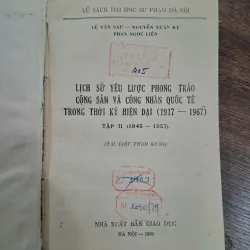 TỦ SÁCH ĐẠI HỌC SƯ PHẠM HÀ NỘI
LÊ VĂN SÁU — NGUYỄN XUÂN KỲ
PHAN NGỌC LIÊN
LỊCH SỬ YẾU LƯỢC PHONG TRÀO
CỘNG SẢN VÀ CÔNG NHÂN QUỐC TẾ
TRONG THỜI KỲ HIỆN ĐẠI (1917 — 1967)
TẬP II (1945 — 1957)
(TÀI LIỆU THAM KHẢO)
NHÀ XUẤT BẢN GIÁO DỤC
HÀ NỘI —